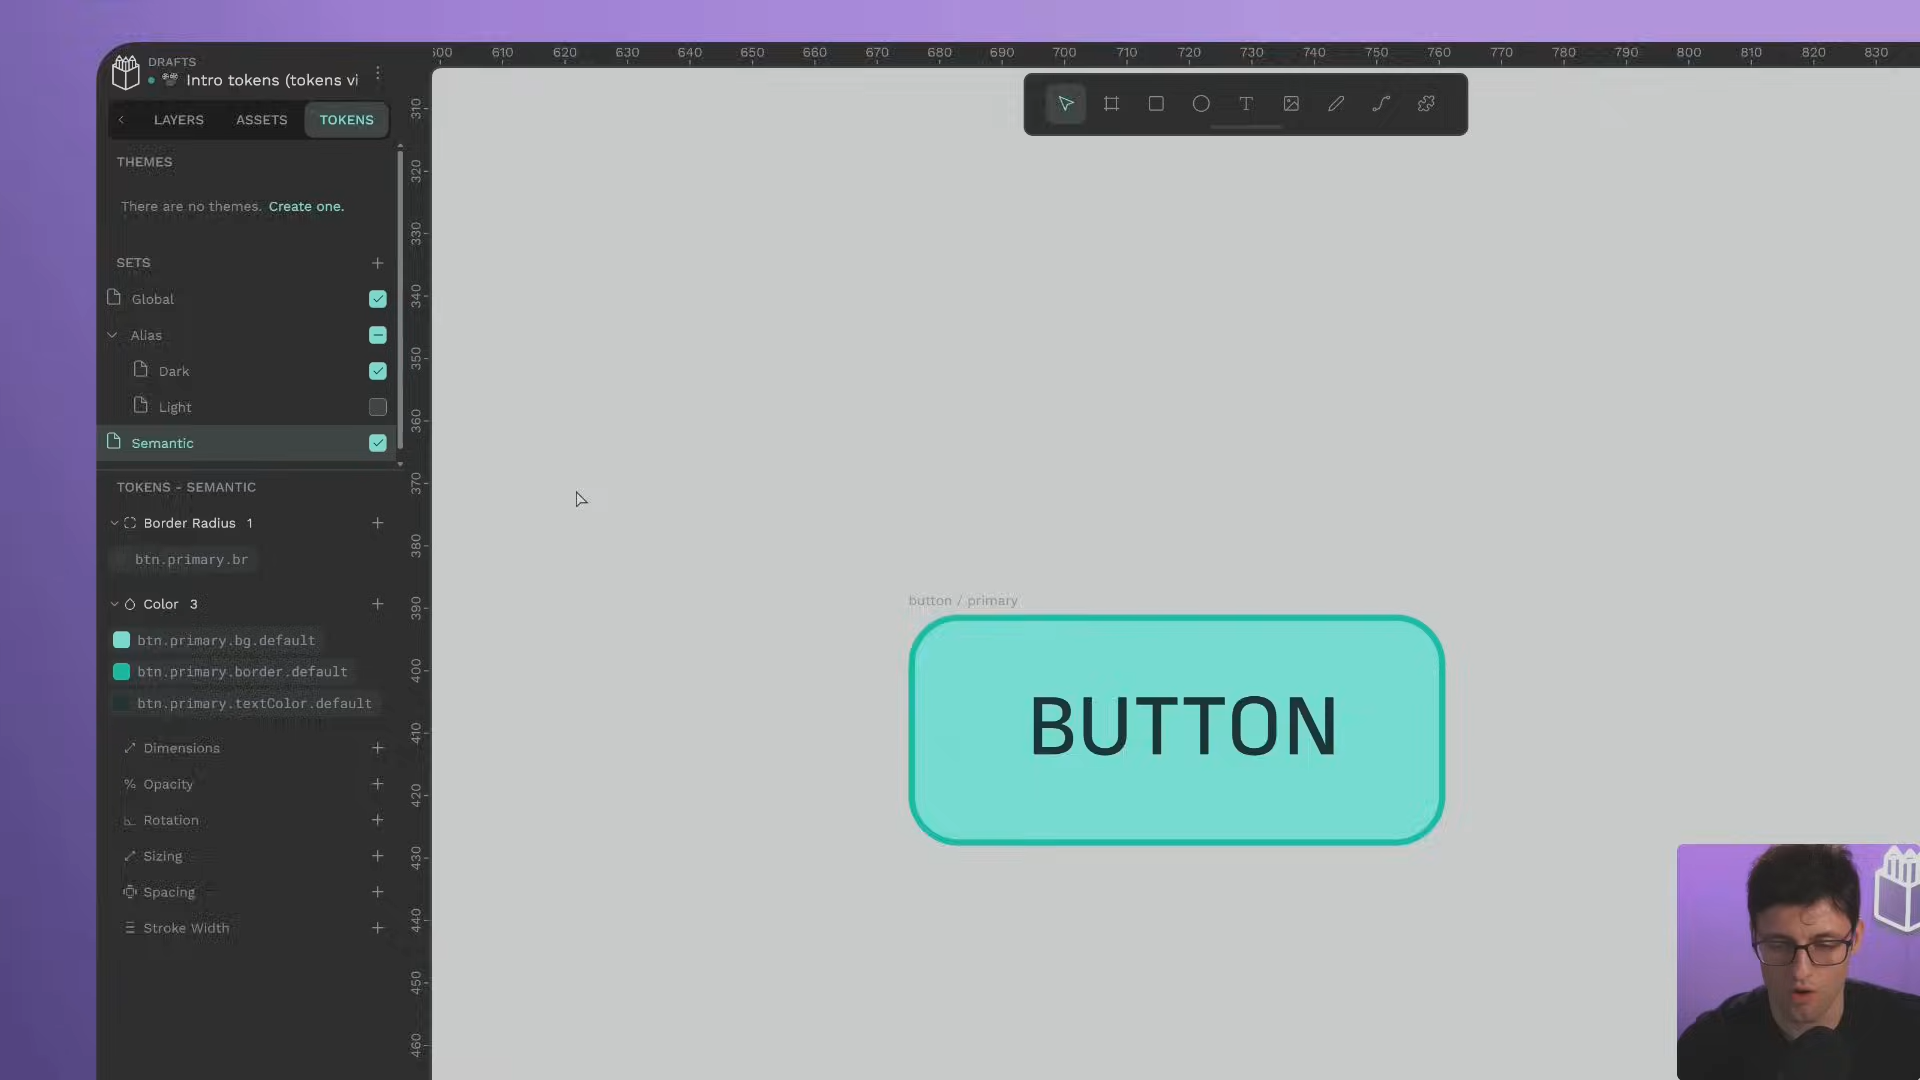 DRAFTS
Intro tokens (tokens vi
LAYERS ASSETS TOKENS
THEMES
There are no themes. Create one.
SETS
Global
Alias
Dark
Light
Semantic
TOKENS - SEMANTIC
Border Radius 1
btn.primary.br
Color 3
btn.primary.bg.default
btn.primary.border.default
btn.primary.textColor.default
Dimensions
Opacity
Rotation
Sizing
Spacing
Stroke Width
600 610 620 630 640 650 660 670 680 690 700 710 720 730 740 750 760 770 780 790 800 810 820 830
310
320
330
340
350
360
370
380
390
400
410
420
430
440
450
460
button / primary
BUTTON